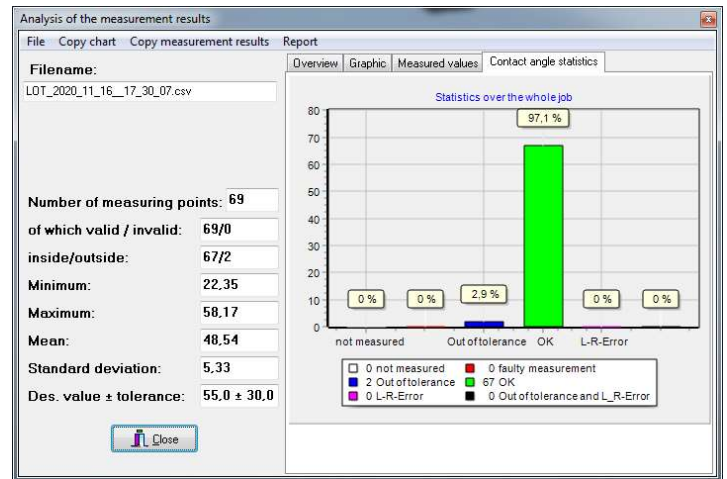 Analysis of the measurement results
File Copy chart Copy measurement results Report
Filename:
LOT_2020_11_16__17_30_07.csv
Number of measuring points: 69
of which valid / invalid: 69/0
inside/outside: 67/2
Minimum: 22,35
Maximum: 58,17
Mean: 48,54
Standard deviation: 5,33
Des. value ± tolerance: 55,0 ± 30,0
Close
Overview Graphic Measured values Contact angle statistics
Statistics over the whole job
80
70
60
50
40
30
20
10
0
0 %
0 %
2,9 %
97,1 %
0 %
0 %
not measured Out of tolerance OK L-R-Error
0 not measured 0 faulty measurement
2 Out of tolerance 67 OK
0 L-R-Error 0 Out of tolerance and L_R-Error